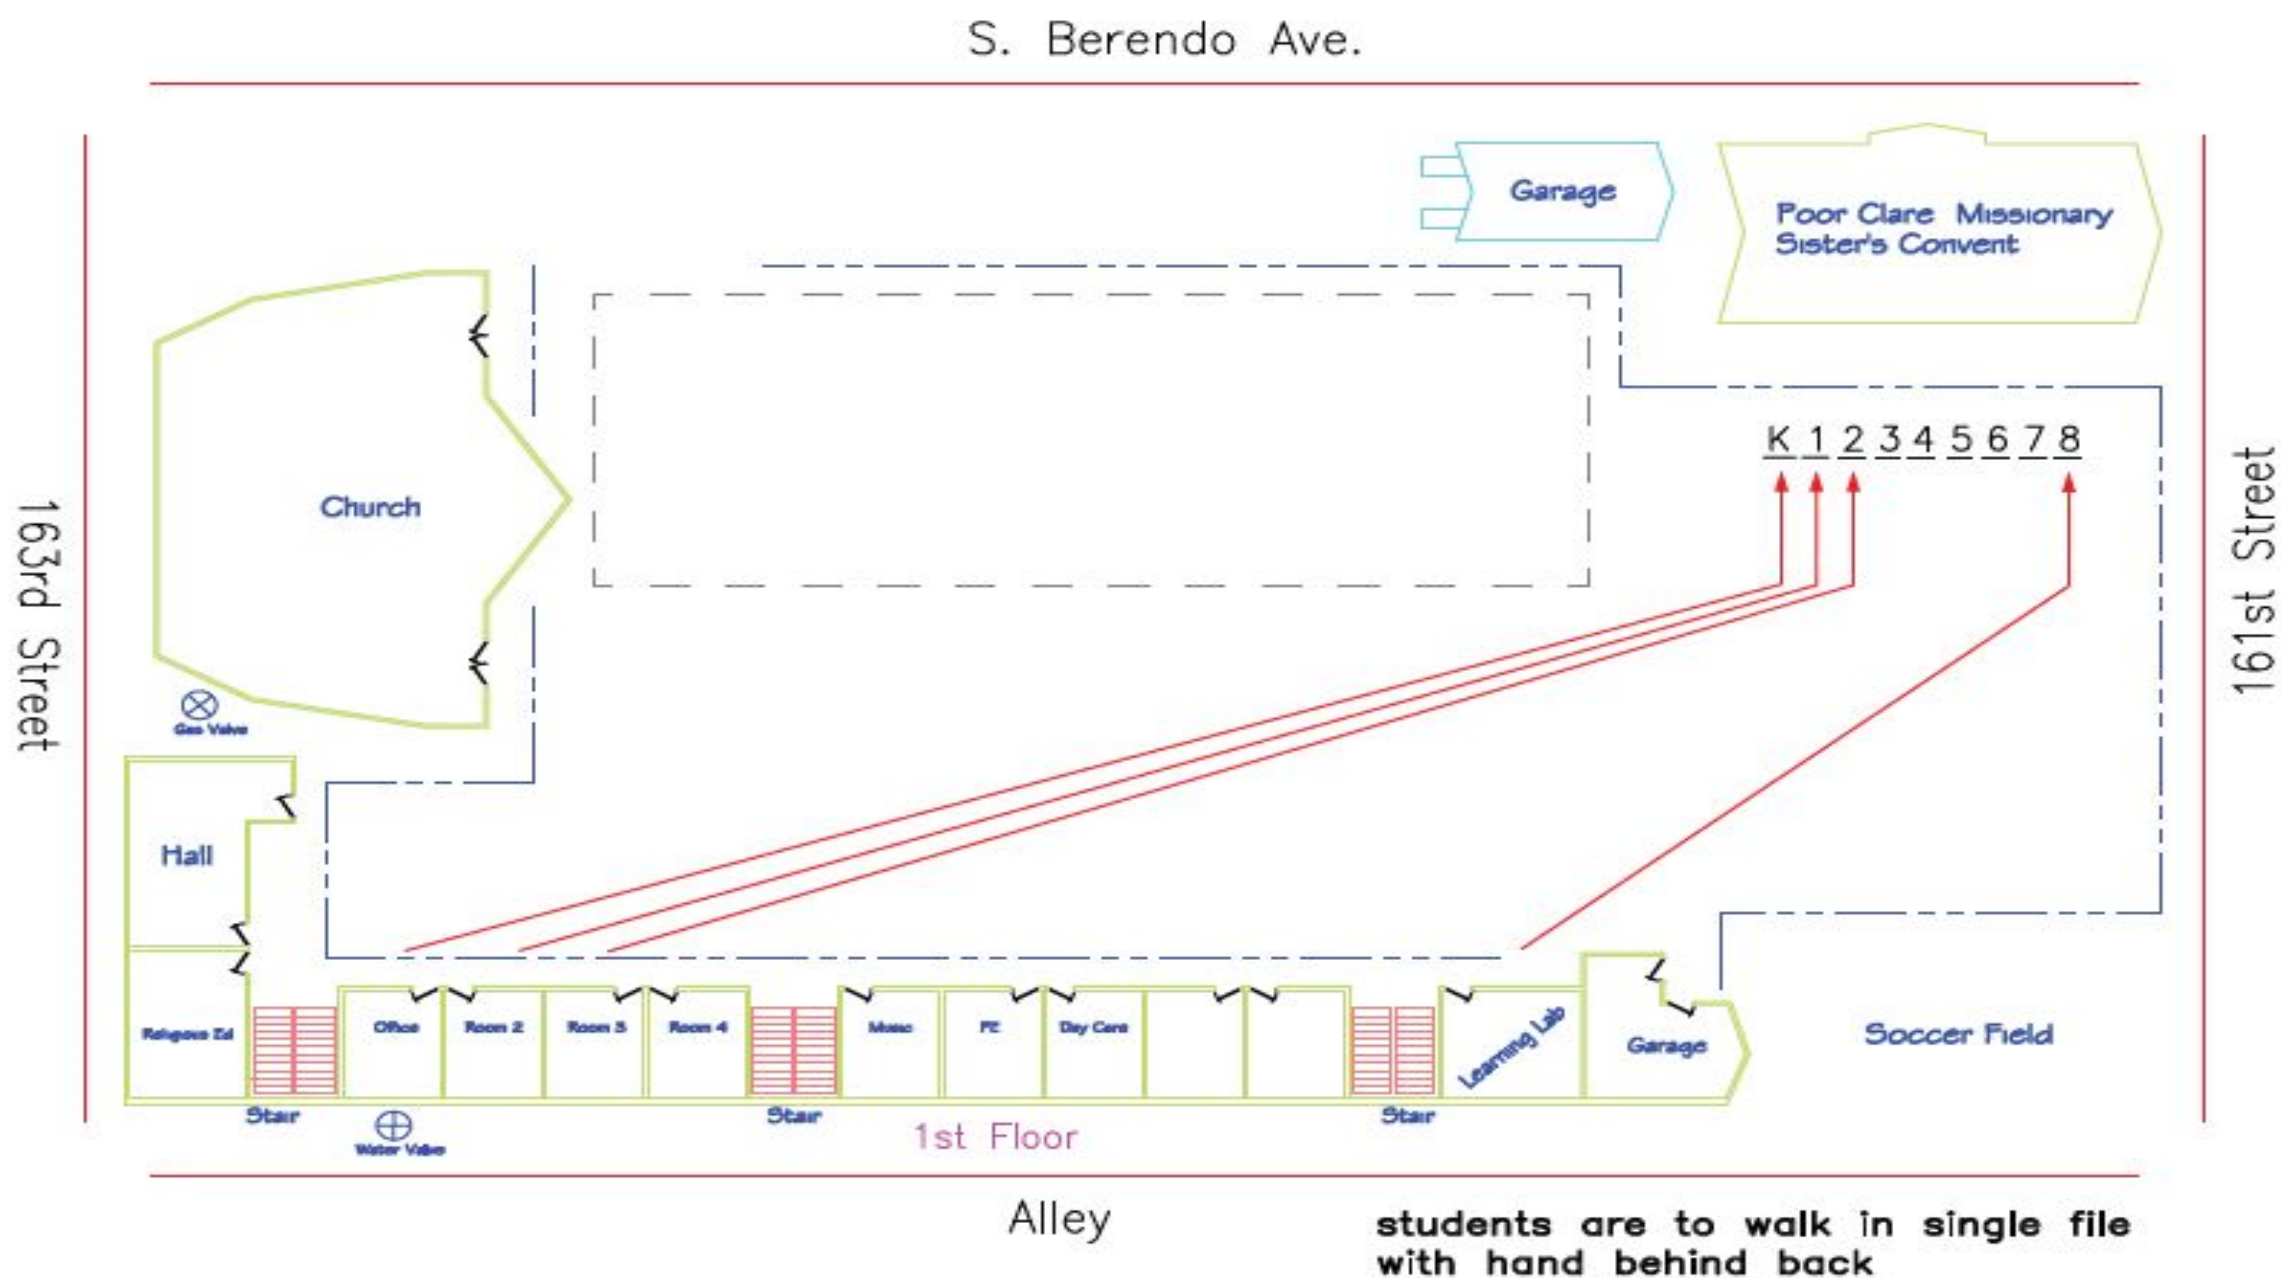 S. Berendo Ave.
Garage
Poor Clare Missionary
Sister's Convent
K 1 2 3 4 5 6 7 8
163rd Street
161st Street
Church
Gas Valve
Hall
Religious Ed
Office
Room 2
Room 3
Room 4
Music
PE
Day Care
Learning Lab
Garage
Soccer Field
Stair
Stair
Stair
Water Valve
1st Floor
Alley
students are to walk in single file
with hand behind back